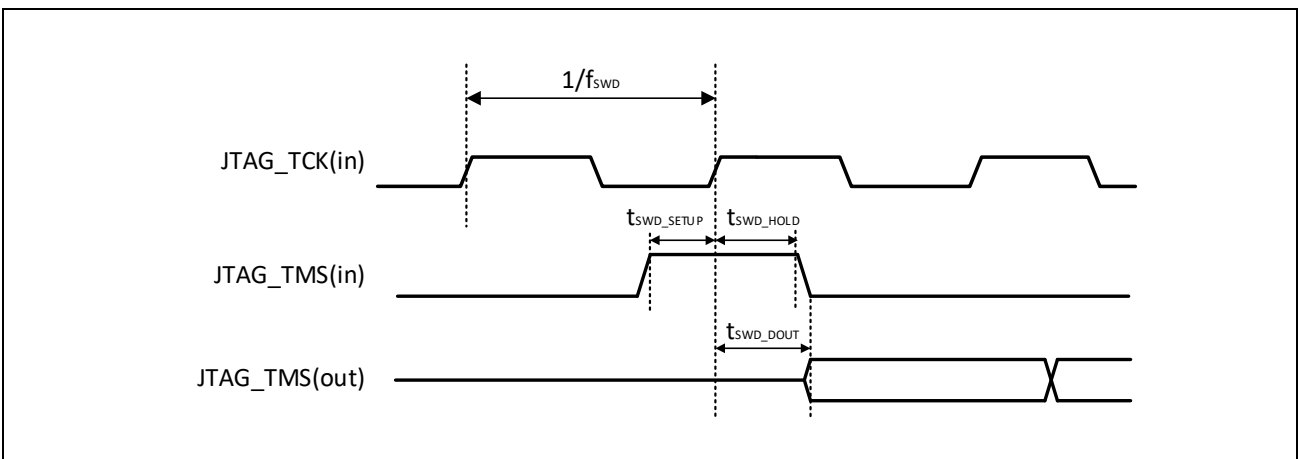 1/fSWD
JTAG_TCK(in)
tSWD_SETUP tSWD_HOLD
JTAG_TMS(in)
tSWD_DOUT
JTAG_TMS(out)